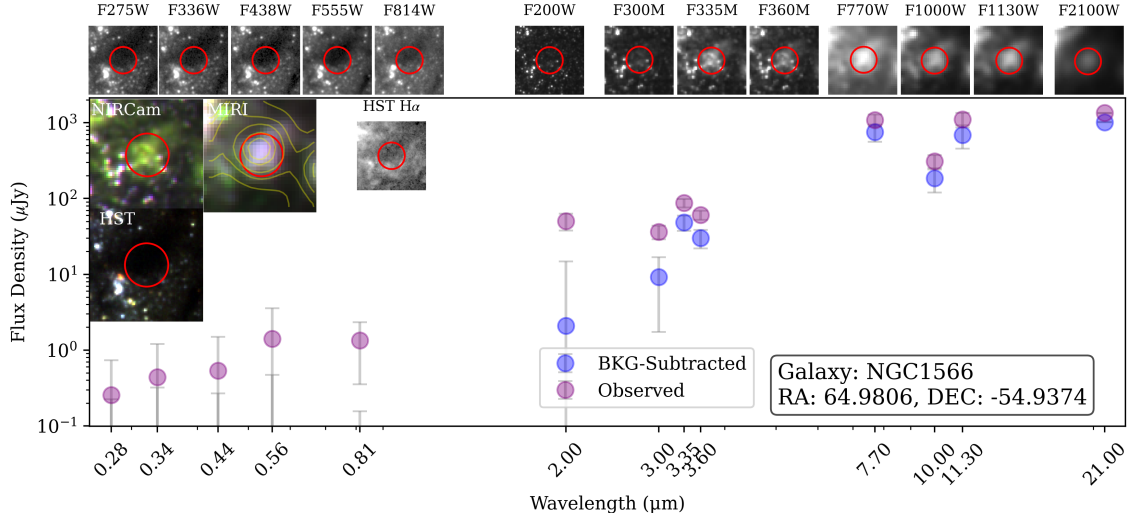 F275W F336W F438W F555W F814W F200W F300M F335M F360M F770W F1000W F1130W F2100W
NIRCam
MIRI
HST Hα
HST
Flux Density (μJy)
10³
10²
10¹
10⁰
10⁻¹
BKG-Subtracted
Observed
Galaxy: NGC1566
RA: 64.9806, DEC: -54.9374
0.28 0.34 0.44 0.56 0.81 2.00 3.00 3.35 3.60 7.70 10.00 11.30 21.00
Wavelength (μm)